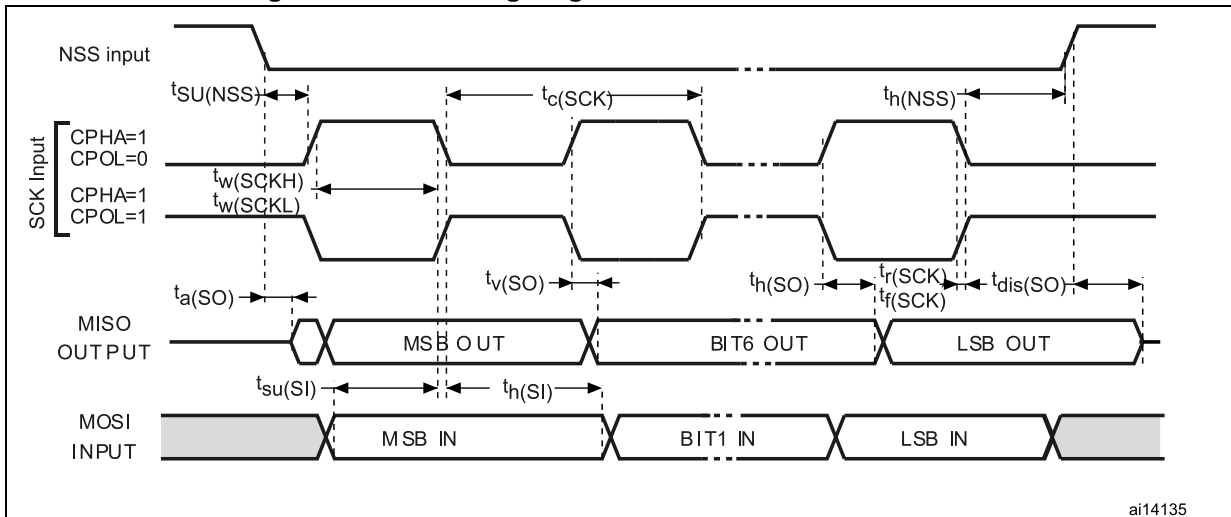 NSS input
tSU(NSS)
tc(SCK)
th(NSS)
SCK Input
CPHA=1
CPOL=0
tw(SCKH)
tw(SCKL)
CPHA=1
CPOL=1
ta(SO)
tv(SO)
th(SO)
tr(SCK)
tf(SCK)
tdis(SO)
MISO
OUTPUT
MSB OUT
BIT6 OUT
LSB OUT
tsu(SI)
th(SI)
MOSI
INPUT
MSB IN
BIT1 IN
LSB IN
ai14135